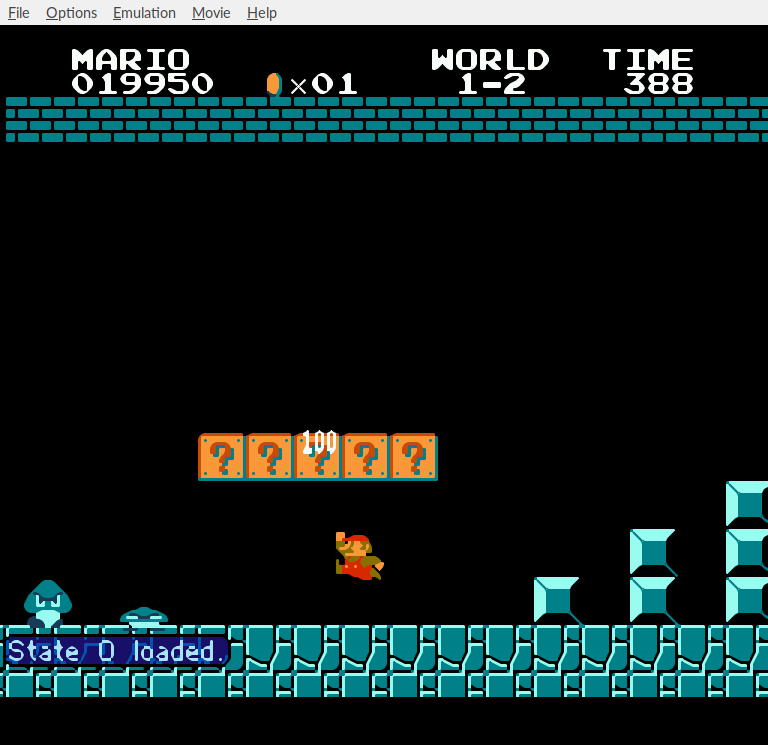 File Options Emulation Movie Help
MARIO WORLD TIME
019950 ×01 1-2 388
? ? ? ? ?
100
State 0 loaded.